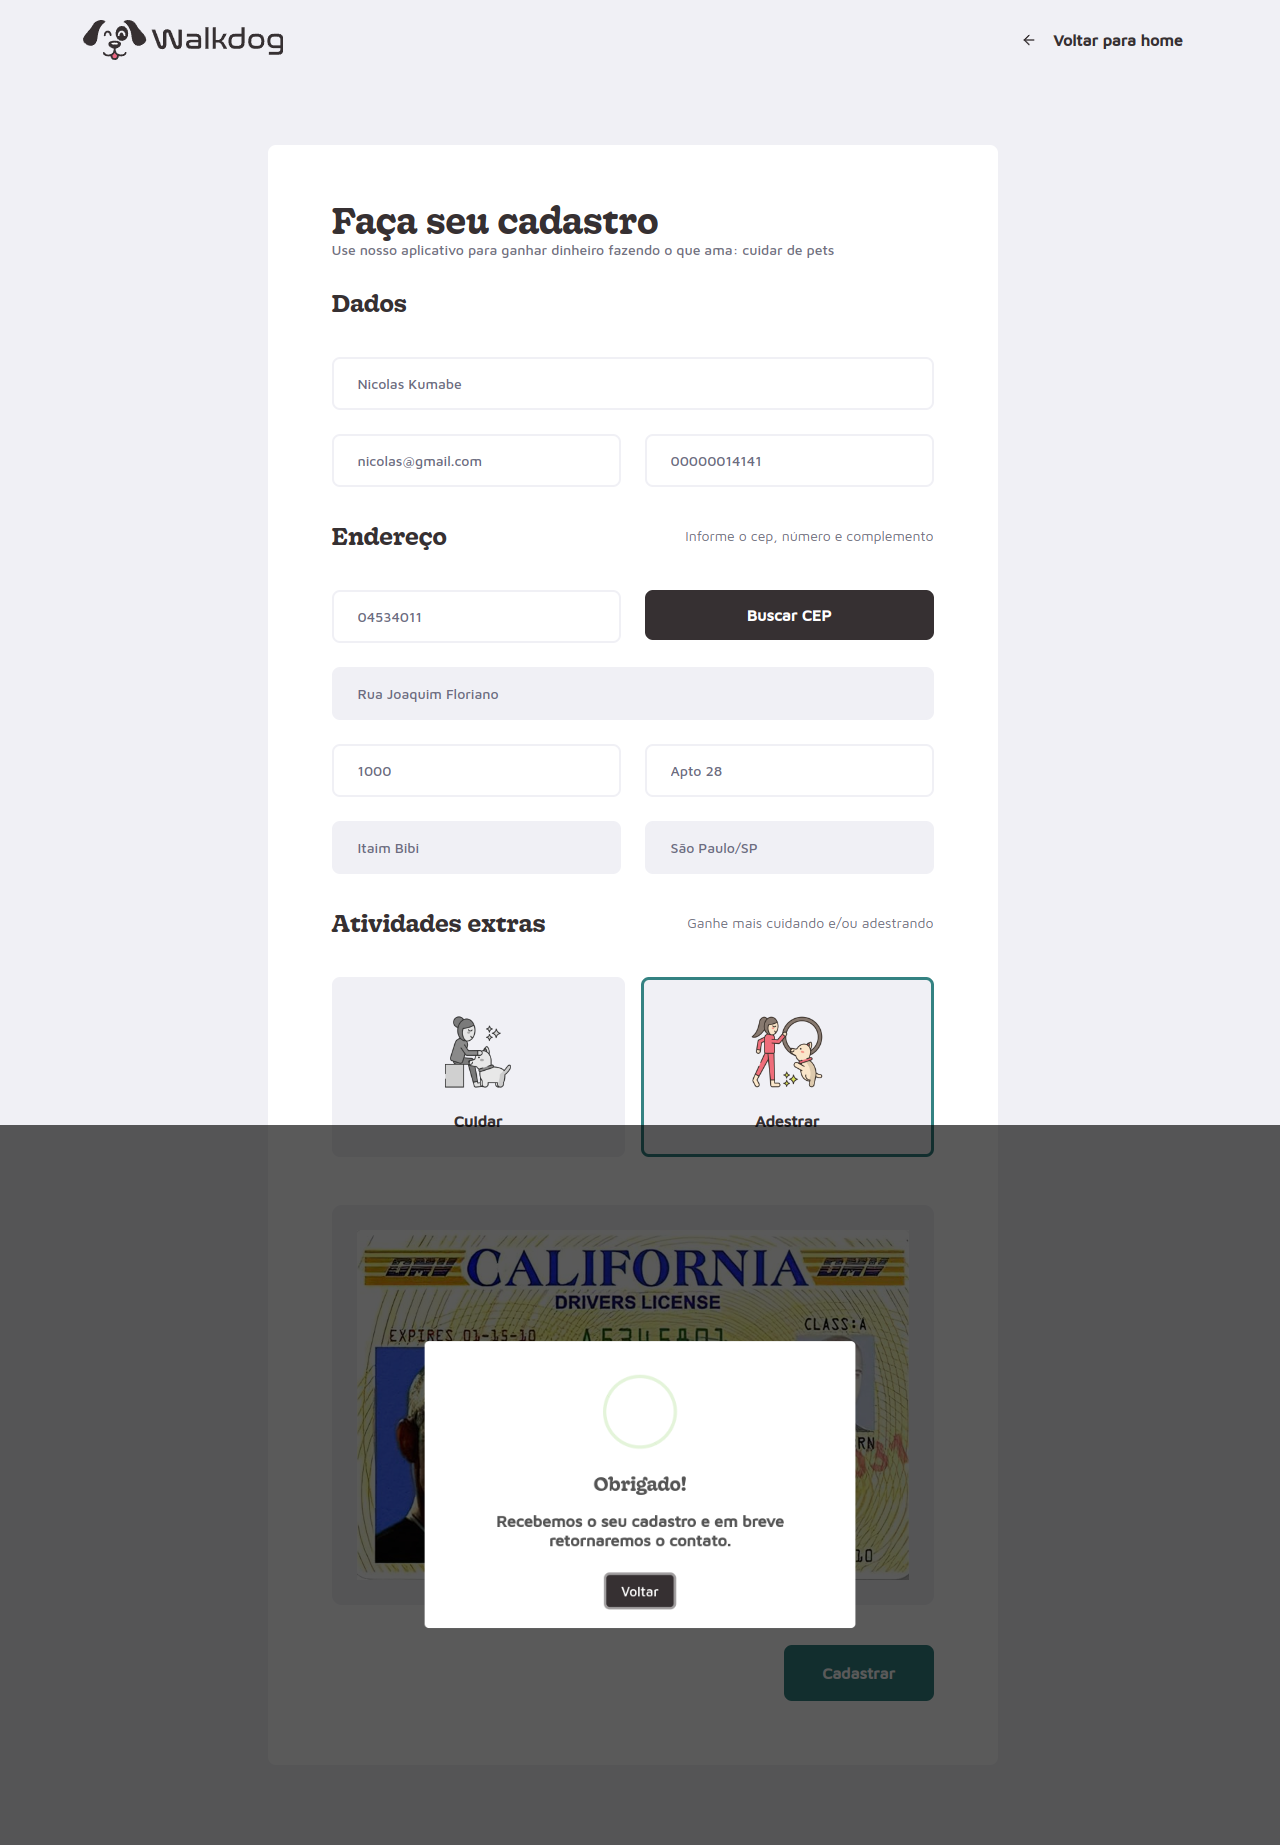 Walkdog
Voltar para home
Faça seu cadastro
Use nosso aplicativo para ganhar dinheiro fazendo o que ama: cuidar de pets
Dados
Nicolas Kumabe
nicolas@gmail.com
00000014141
Endereço
Informe o cep, número e complemento
04534011
Buscar CEP
Rua Joaquim Floriano
1000
Apto 28
Itaim Bibi
São Paulo/SP
Atividades extras
Ganhe mais cuidando e/ou adestrando
Cuidar
Adestrar
DMV CALIFORNIA DMV
DRIVERS LICENSE
CLASS:A
EXPIRES 01-15-10
Obrigado!
Recebemos o seu cadastro e em breve
retornaremos o contato.
Voltar
Cadastrar